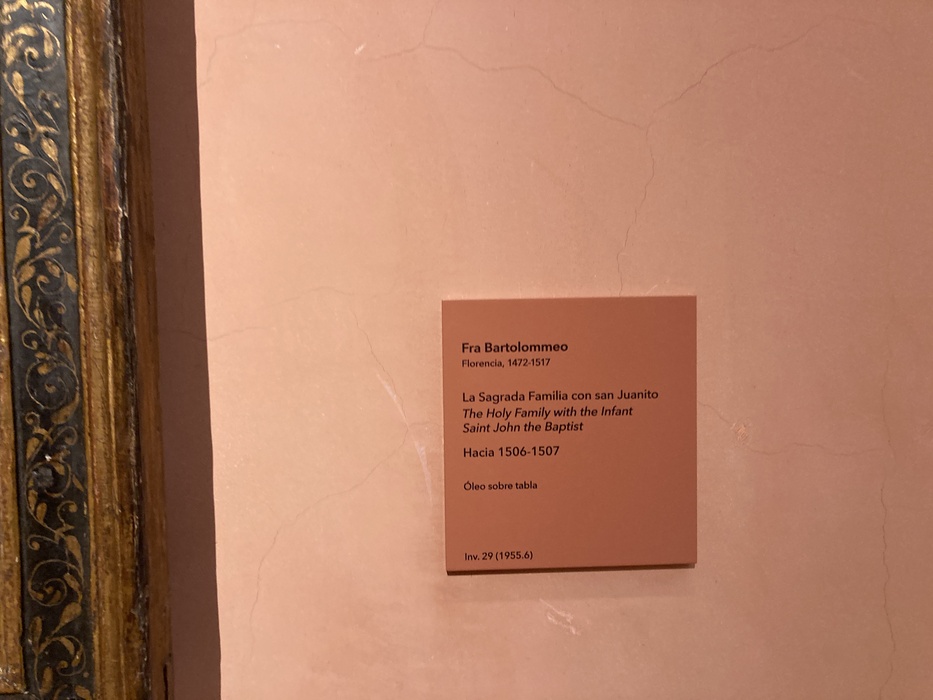 Fra Bartolommeo
Florencia, 1472-1517
La Sagrada Familia con san Juanito
The Holy Family with the Infant
Saint John the Baptist
Hacia 1506-1507
Óleo sobre tabla
Inv. 29 (1955.6)